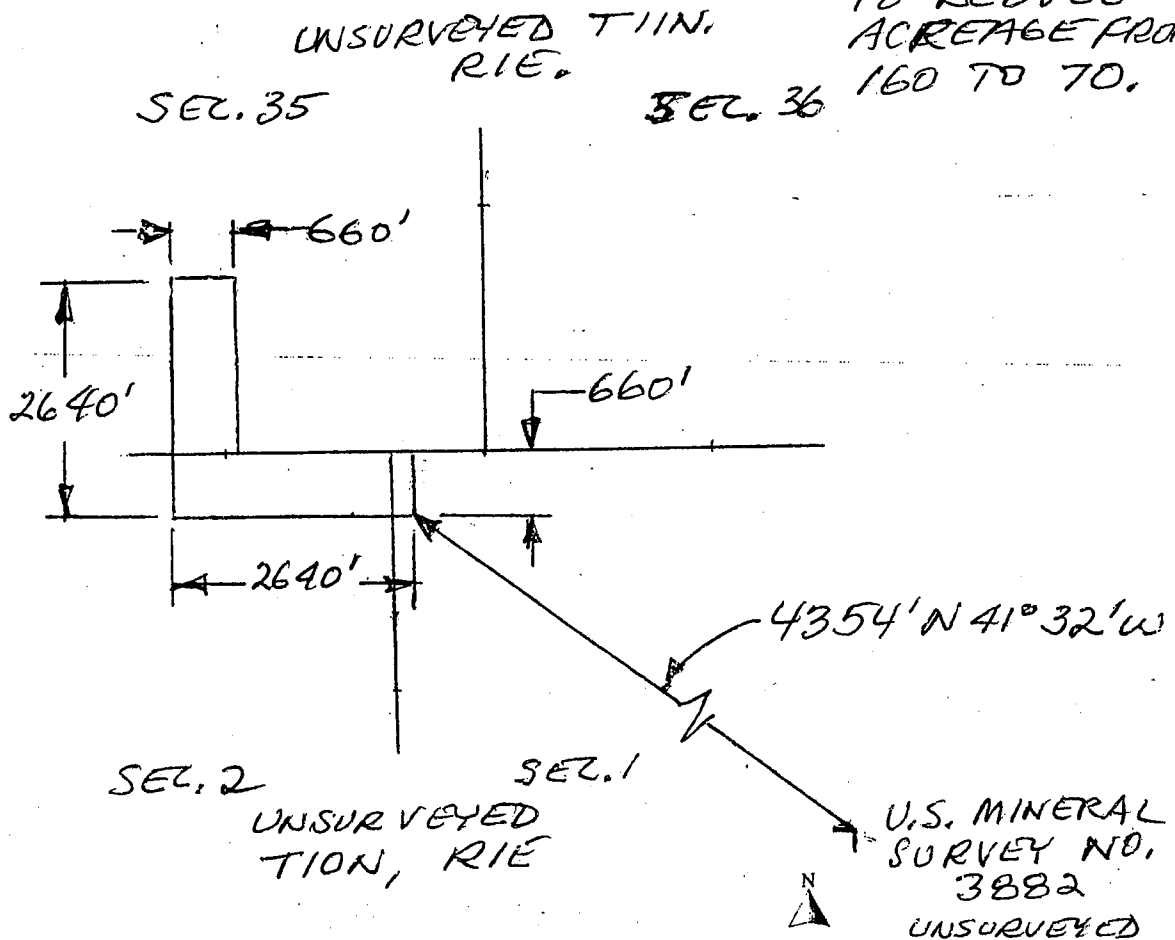 UNSURVEYED T11N.
R1E.
TO REDUCE
ACREAGE FROM
160 TO 70.
SEC. 35
SEC. 36
660'
2640'
660'
2640'
4354' N 41° 32' W
SEC. 2
SEC. 1
UNSURVEYED
T10N, R1E
U.S. MINERAL
SURVEY NO.
3882
UNSURVEYED
N